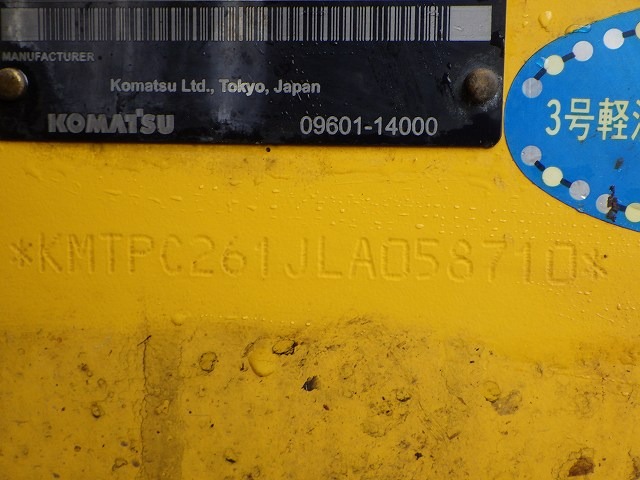 MANUFACTURER
Komatsu Ltd., Tokyo, Japan
KOMATSU 09601-14000
3号軽
*KMTPC261JLA058710*